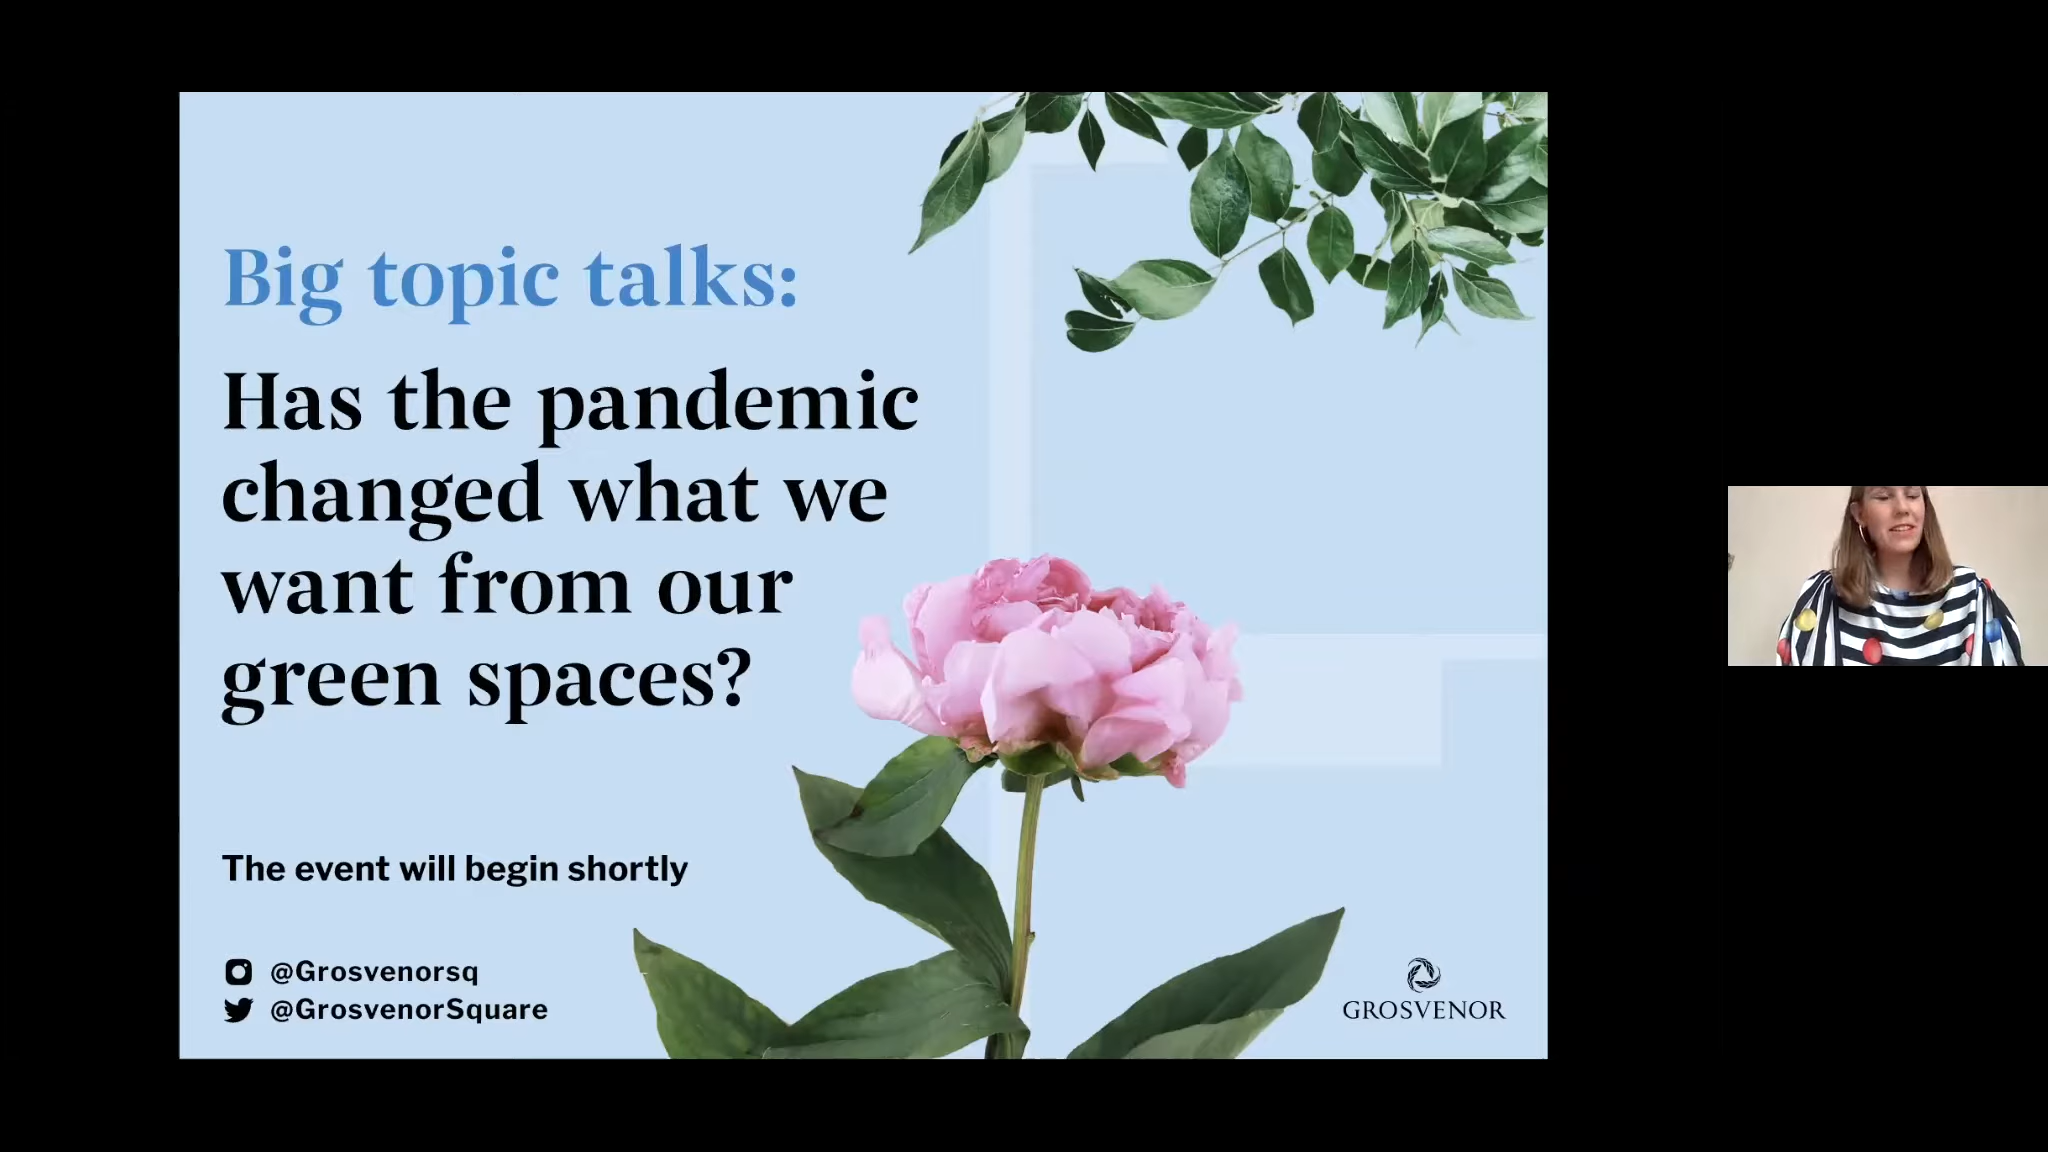 Big topic talks:
Has the pandemic
changed what we
want from our
green spaces?
The event will begin shortly
@Grosvenorsq
@GrosvenorSquare
GROSVENOR